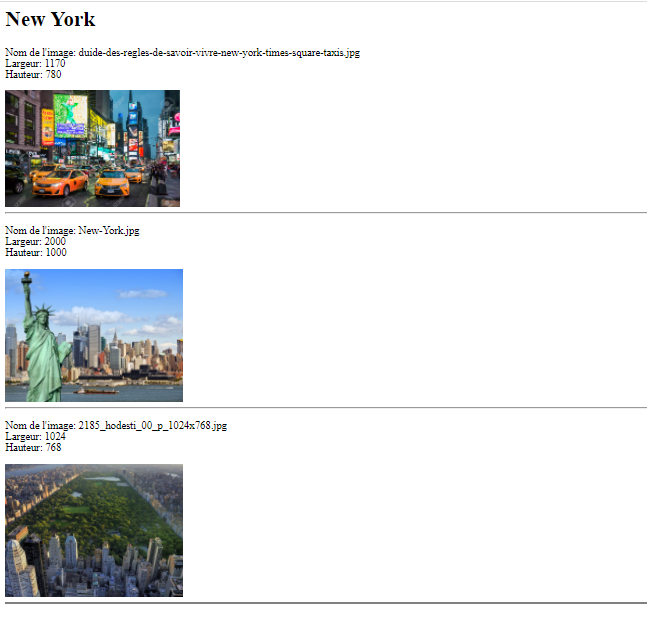 New York
Nom de l'image: duide-des-regles-de-savoir-vivre-new-york-times-square-taxis.jpg
Largeur: 1170
Hauteur: 780
Nom de l'image: New-York.jpg
Largeur: 2000
Hauteur: 1000
Nom de l'image: 2185_hodesti_00_p_1024x768.jpg
Largeur: 1024
Hauteur: 768